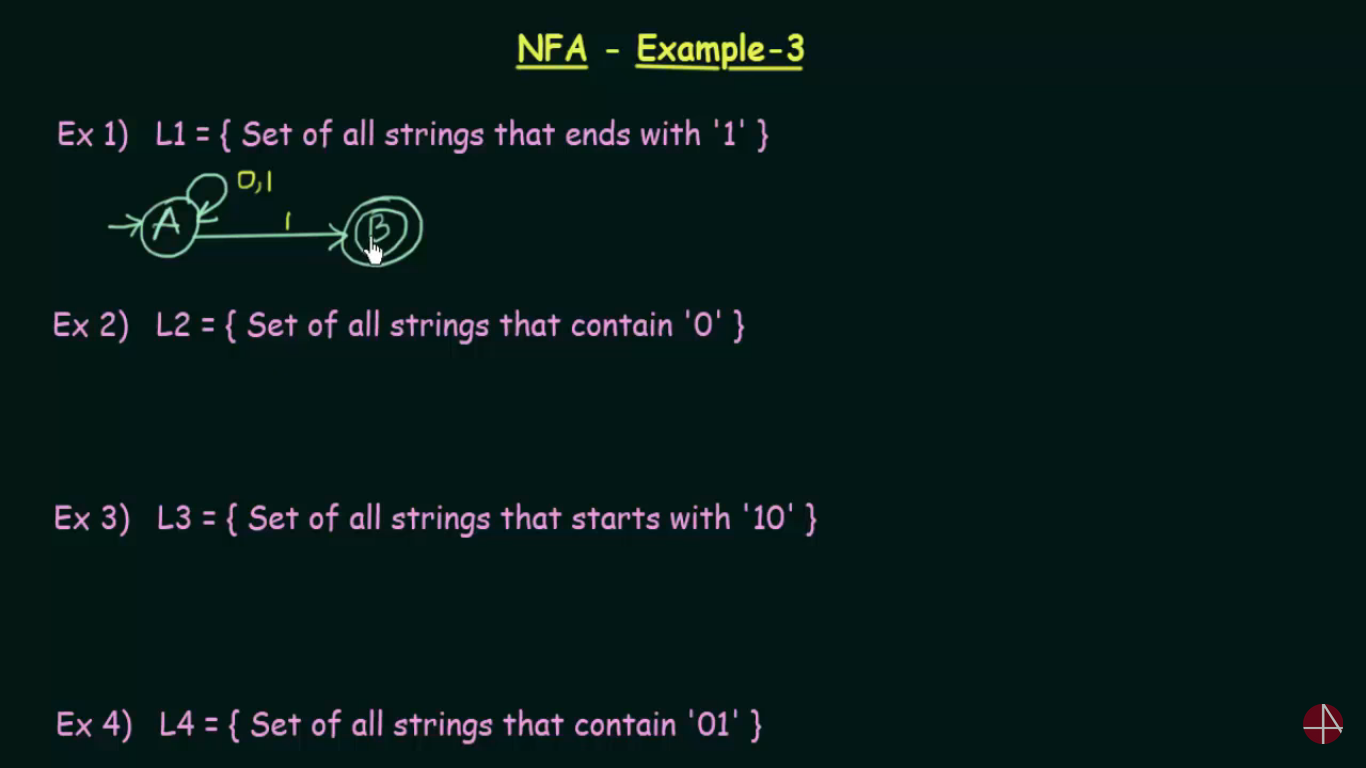 NFA - Example-3
Ex 1) L1 = { Set of all strings that ends with '1' }
0,1
A
1
B
Ex 2) L2 = { Set of all strings that contain '0' }
Ex 3) L3 = { Set of all strings that starts with '10' }
Ex 4) L4 = { Set of all strings that contain '01' }